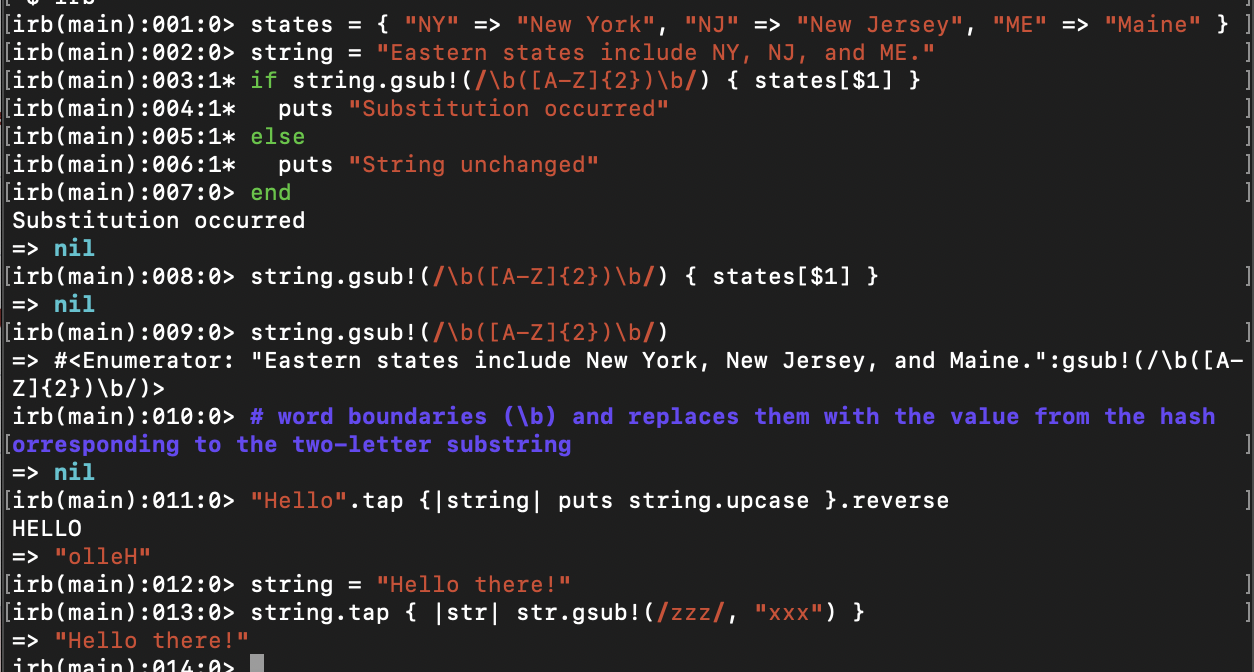 $ irb
irb(main):001:0> states = { "NY" => "New York", "NJ" => "New Jersey", "ME" => "Maine" }
irb(main):002:0> string = "Eastern states include NY, NJ, and ME."
irb(main):003:1* if string.gsub!(/\b([A-Z]{2})\b/) { states[$1] }
irb(main):004:1*   puts "Substitution occurred"
irb(main):005:1* else
irb(main):006:1*   puts "String unchanged"
irb(main):007:0> end
Substitution occurred
=> nil
irb(main):008:0> string.gsub!(/\b([A-Z]{2})\b/) { states[$1] }
=> nil
irb(main):009:0> string.gsub!(/\b([A-Z]{2})\b/)
=> #<Enumerator: "Eastern states include New York, New Jersey, and Maine.":gsub!(/\b([A-
Z]{2})\b/)>
irb(main):010:0> # word boundaries (\b) and replaces them with the value from the hash
orresponding to the two-letter substring
=> nil
irb(main):011:0> "Hello".tap {|string| puts string.upcase }.reverse
HELLO
=> "olleH"
irb(main):012:0> string = "Hello there!"
irb(main):013:0> string.tap { |str| str.gsub!(/zzz/, "xxx") }
=> "Hello there!"
irb(main):014:0>